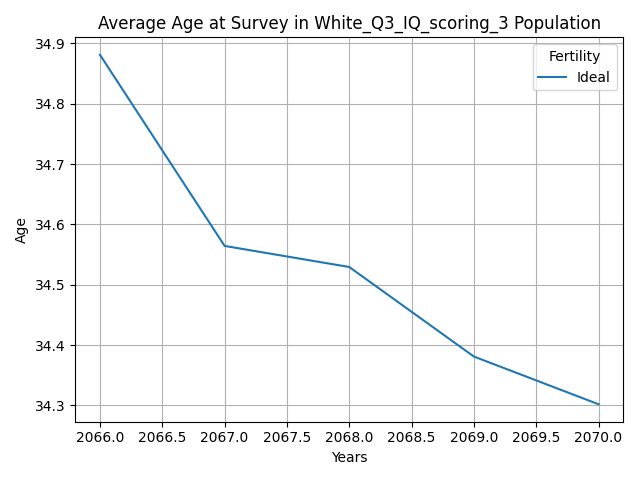 Average Age at Survey in White_Q3_IQ_scoring_3 Population
34.9
34.8
34.7
34.6
34.5
34.4
34.3
Age
Fertility
Ideal
2066.0 2066.5 2067.0 2067.5 2068.0 2068.5 2069.0 2069.5 2070.0
Years